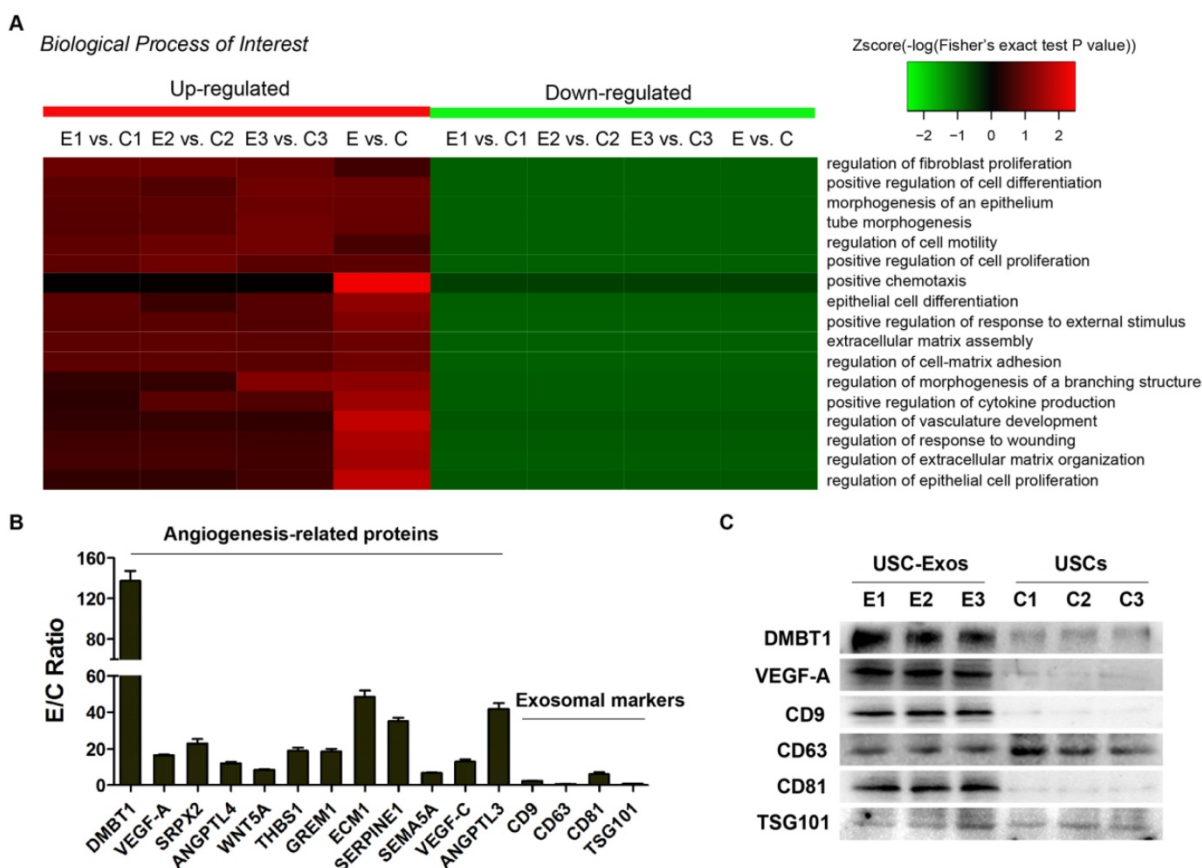 A
Biological Process of Interest
Zscore(-log(Fisher's exact test P value))
−2 −1 0 1 2
Up-regulated Down-regulated
E1 vs. C1 E2 vs. C2 E3 vs. C3 E vs. C E1 vs. C1 E2 vs. C2 E3 vs. C3 E vs. C
regulation of fibroblast proliferation
positive regulation of cell differentiation
morphogenesis of an epithelium
tube morphogenesis
regulation of cell motility
positive regulation of cell proliferation
positive chemotaxis
epithelial cell differentiation
positive regulation of response to external stimulus
extracellular matrix assembly
regulation of cell-matrix adhesion
regulation of morphogenesis of a branching structure
positive regulation of cytokine production
regulation of vasculature development
regulation of response to wounding
regulation of extracellular matrix organization
regulation of epithelial cell proliferation
B
Angiogenesis-related proteins
Exosomal markers
E/C Ratio
160
120
80
60
40
20
0
DMBT1
VEGF-A
SRPX2
ANGPTL4
WNT5A
THBS1
GREM1
ECM1
SERPINE1
SEMA5A
VEGF-C
ANGPTL3
CD9
CD63
CD81
TSG101
C
USC-Exos USCs
E1 E2 E3 C1 C2 C3
DMBT1
VEGF-A
CD9
CD63
CD81
TSG101